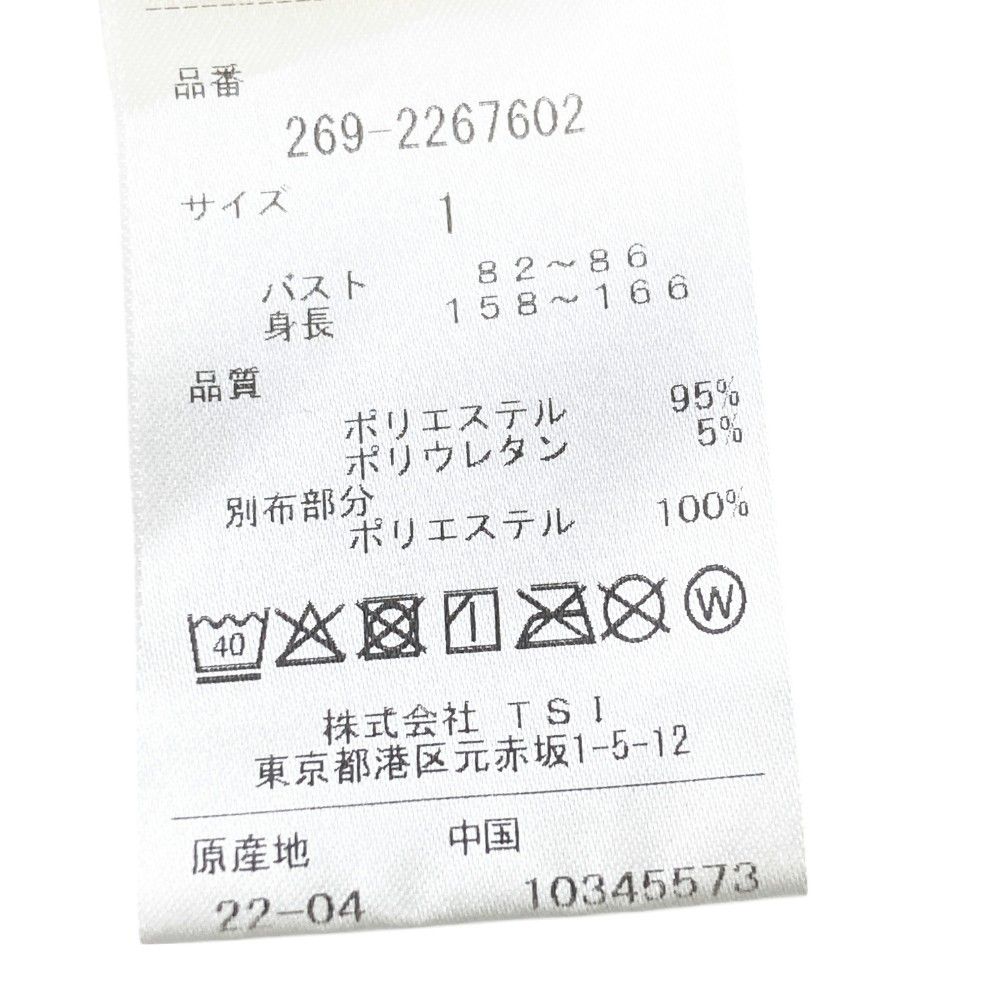 品番
269-2267602
サイズ 1
バスト 82～86
身長 158～166
品質
ポリエステル 95%
ポリウレタン 5%
別布部分
ポリエステル 100%
40 W
株式会社 TSI
東京都港区元赤坂1-5-12
原産地 中国
22-04 10345573